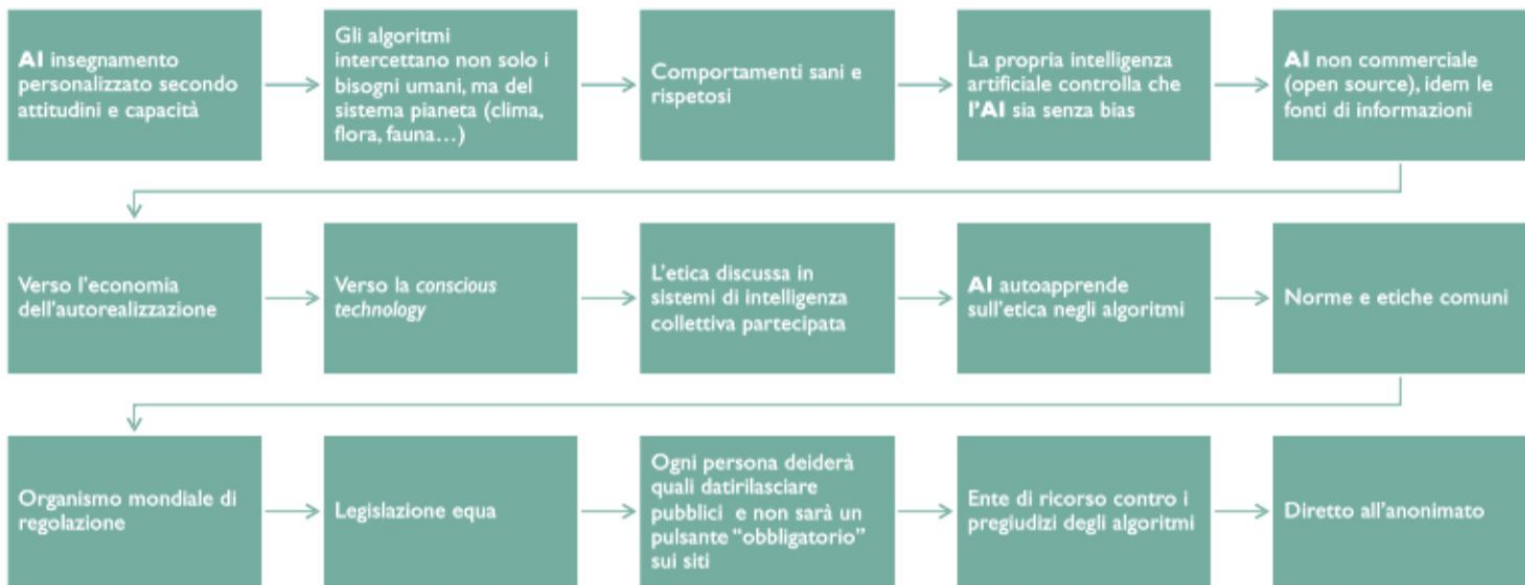 AI insegnamento
personalizzato secondo
attitudini e capacità
Gli algoritmi
intercettano non solo i
bisogni umani, ma del
sistema pianeta (clima,
flora, fauna…)
Comportamenti sani e
rispetosi
La propria intelligenza
artificiale controlla che
l’AI sia senza bias
AI non commerciale
(open source), idem le
fonti di informazioni
Verso l’economia
dell’autorealizzazione
Verso la conscious
technology
L’etica discussa in
sistemi di intelligenza
collettiva partecipata
AI autoapprende
sull’etica negli algoritmi
Norme e etiche comuni
Organismo mondiale di
regolazione
Legislazione equa
Ogni persona deiderà
quali datirilasciare
pubblici e non sarà un
pulsante “obbligatorio”
sui siti
Ente di ricorso contro i
pregiudizi degli algoritmi
Diretto all’anonimato